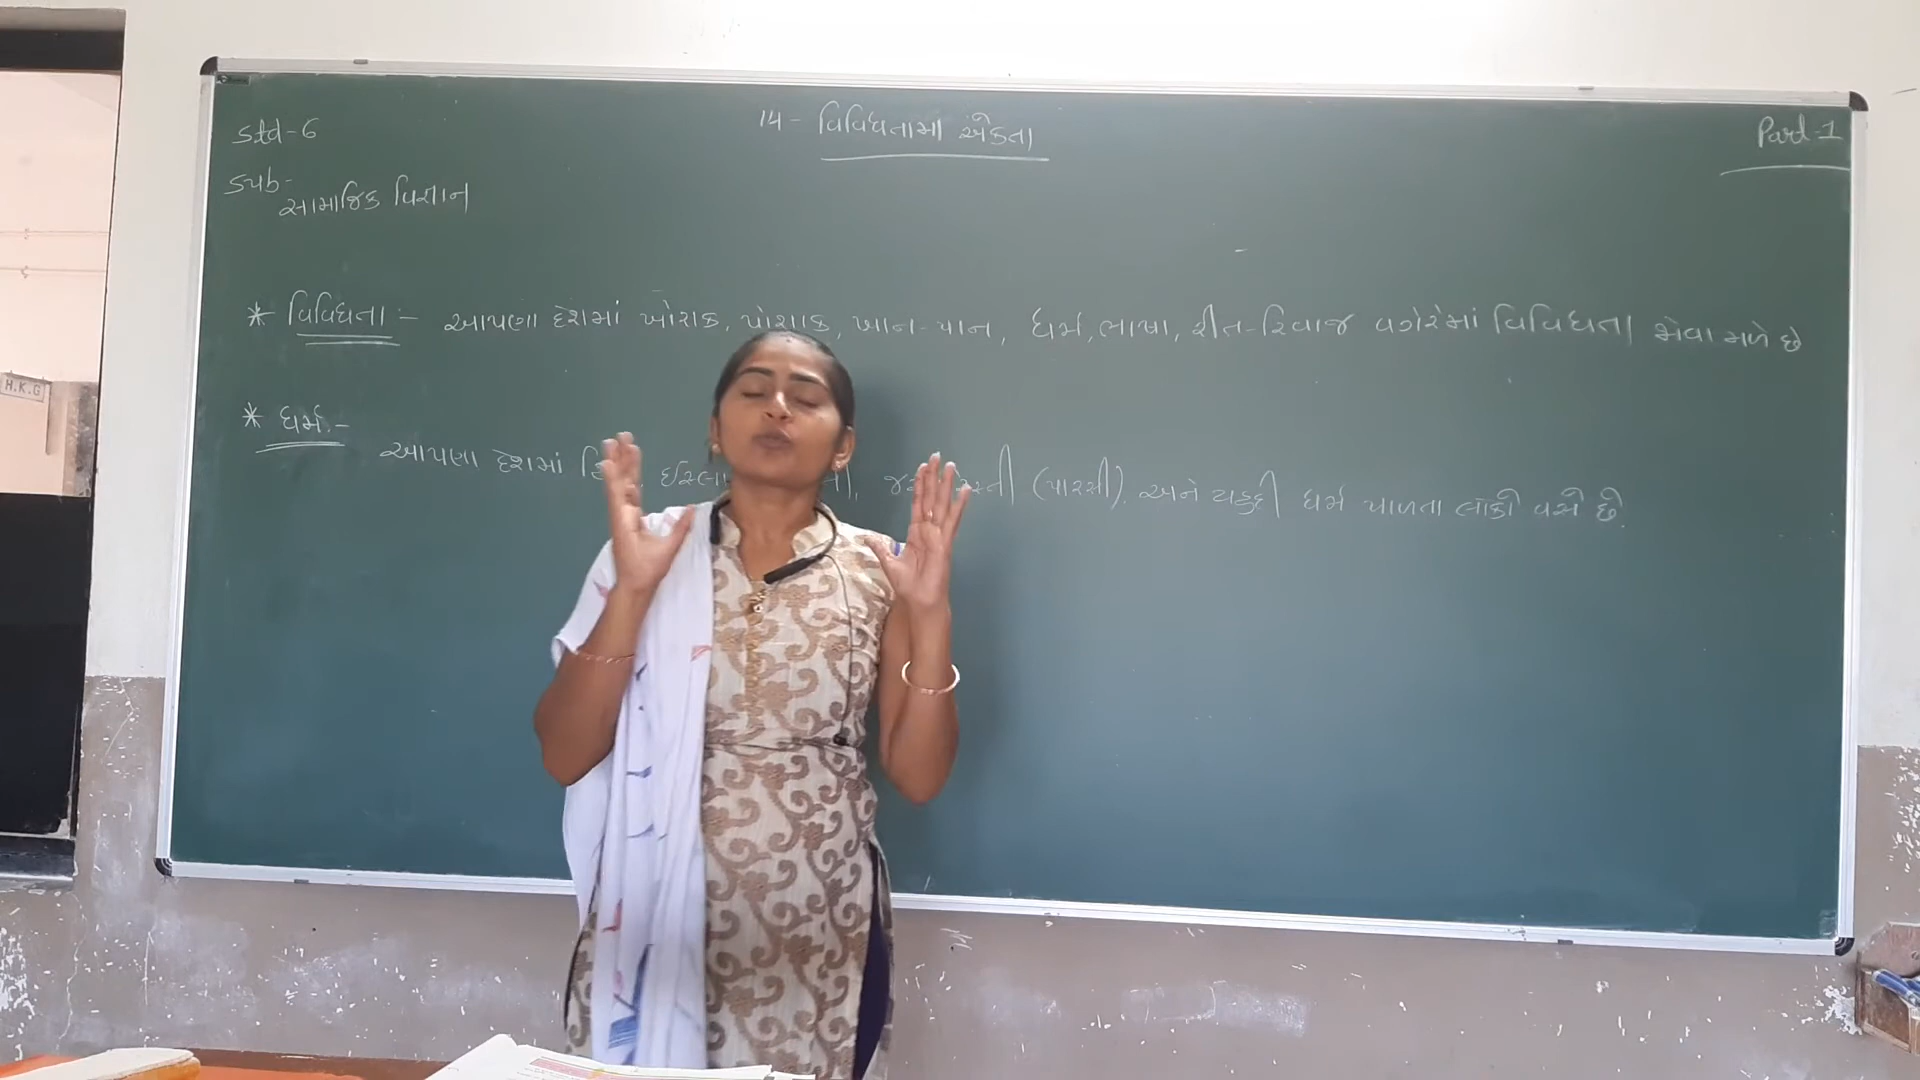 Std-6
14- વિવિધતામાં એકતા
Part-1
Sub-
સામાજિક વિજ્ઞાન
* વિવિધતા :- આપણા દેશમાં ખોરાક, પોશાક, ખાન-પાન, ધર્મ, ભાષા, રીત-રિવાજ વગેરેમાં વિવિધતા જોવા મળે છે
* ધર્મ:-
આપણા દેશમાં (પારસી). અને યહૂદી ધર્મ પાળતા લોકો વસે છે.
H.K.G